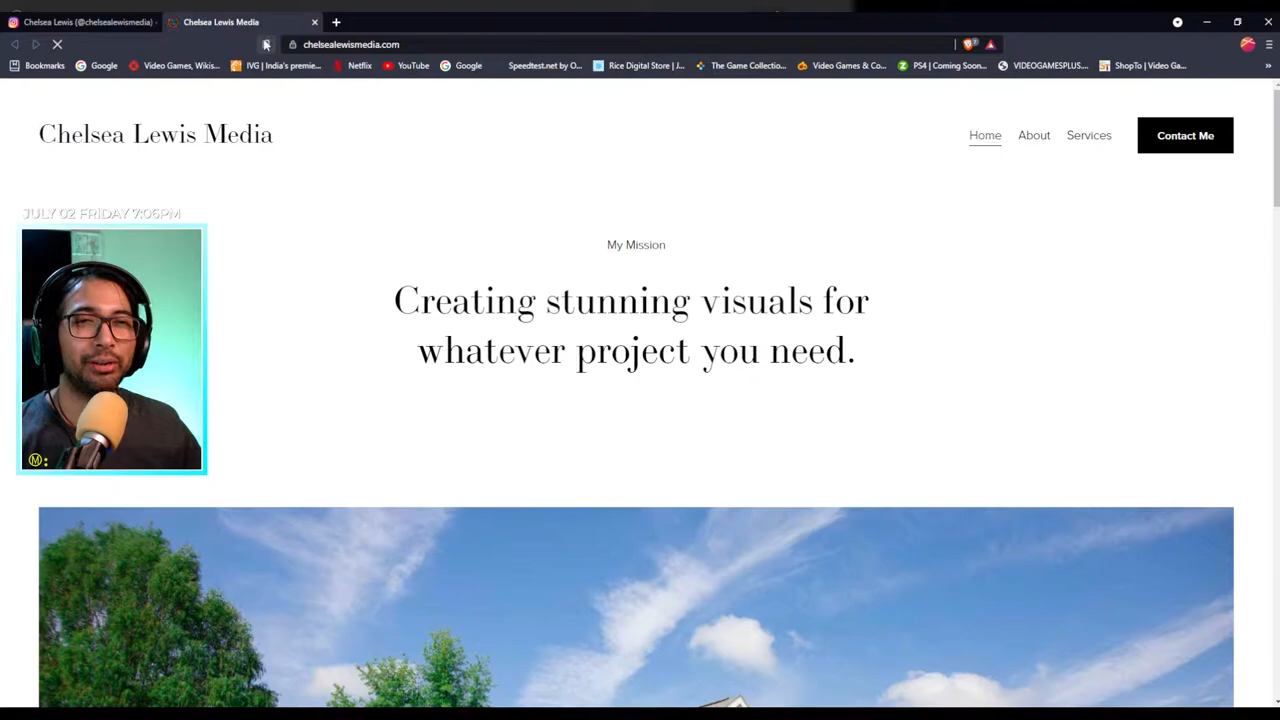 Chelsea Lewis (@chelsealewismedia) ·
Chelsea Lewis Media
chelsealewismedia.com
Bookmarks
Google
Video Games, Wikis...
IVG | India's premie...
Netflix
YouTube
Google
Speedtest.net by O...
Rice Digital Store | J...
The Game Collection...
Video Games & Co...
PS4 | Coming Soon...
VIDEOGAMESPLUS....
ShopTo | Video Ga...
»
Chelsea Lewis Media
Home
About
Services
Contact Me
JULY 02 FRIDAY 7:06PM
My Mission
Creating stunning visuals for
whatever project you need.
M: